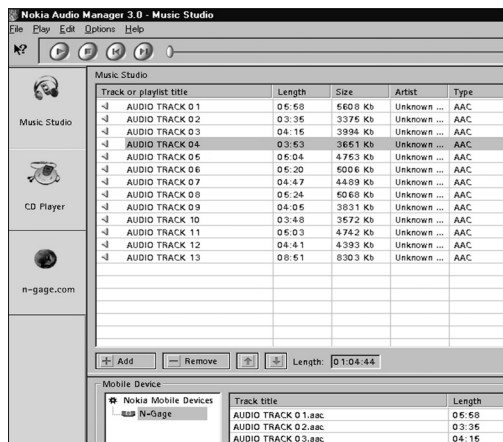 Nokia Audio Manager 3.0 - Music Studio
File Play Edit Options Help
Music Studio
Track or playlist title Length Size Artist Type
AUDIO TRACK 01 05:58 5608 Kb Unknown ... AAC
AUDIO TRACK 02 03:35 3375 Kb Unknown ... AAC
AUDIO TRACK 03 04:15 3994 Kb Unknown ... AAC
AUDIO TRACK 04 03:53 3651 Kb Unknown ... AAC
AUDIO TRACK 05 05:04 4753 Kb Unknown ... AAC
AUDIO TRACK 06 05:20 5006 Kb Unknown ... AAC
AUDIO TRACK 07 04:47 4489 Kb Unknown ... AAC
AUDIO TRACK 08 05:24 5068 Kb Unknown ... AAC
AUDIO TRACK 09 04:05 3831 Kb Unknown ... AAC
AUDIO TRACK 10 03:48 3572 Kb Unknown ... AAC
AUDIO TRACK 11 05:03 4742 Kb Unknown ... AAC
AUDIO TRACK 12 04:41 4393 Kb Unknown ... AAC
AUDIO TRACK 13 08:51 8303 Kb Unknown ... AAC
Music Studio
CD Player
n-gage.com
Add Remove Length: 01:04:44
Mobile Device
Nokia Mobile Devices
N-Gage
Track title Length
AUDIO TRACK 01.aac 05:58
AUDIO TRACK 02.aac 03:35
AUDIO TRACK 03.aac 04:15